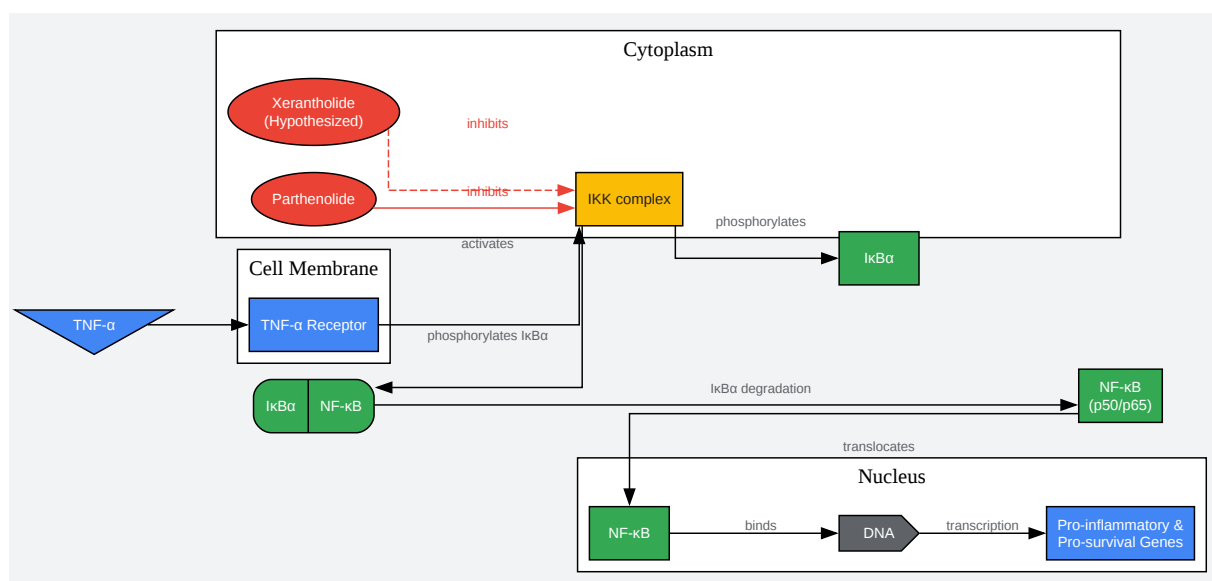 Cytoplasm
Xerantholide
(Hypothesized)
inhibits
Parthenolide
inhibits
IKK complex
phosphorylates
activates
IκBα
Cell Membrane
TNF-α
TNF-α Receptor
phosphorylates IκBα
IκBα
NF-κB
IκBα degradation
NF-κB
(p50/p65)
translocates
Nucleus
NF-κB
binds
DNA
transcription
Pro-inflammatory &
Pro-survival Genes